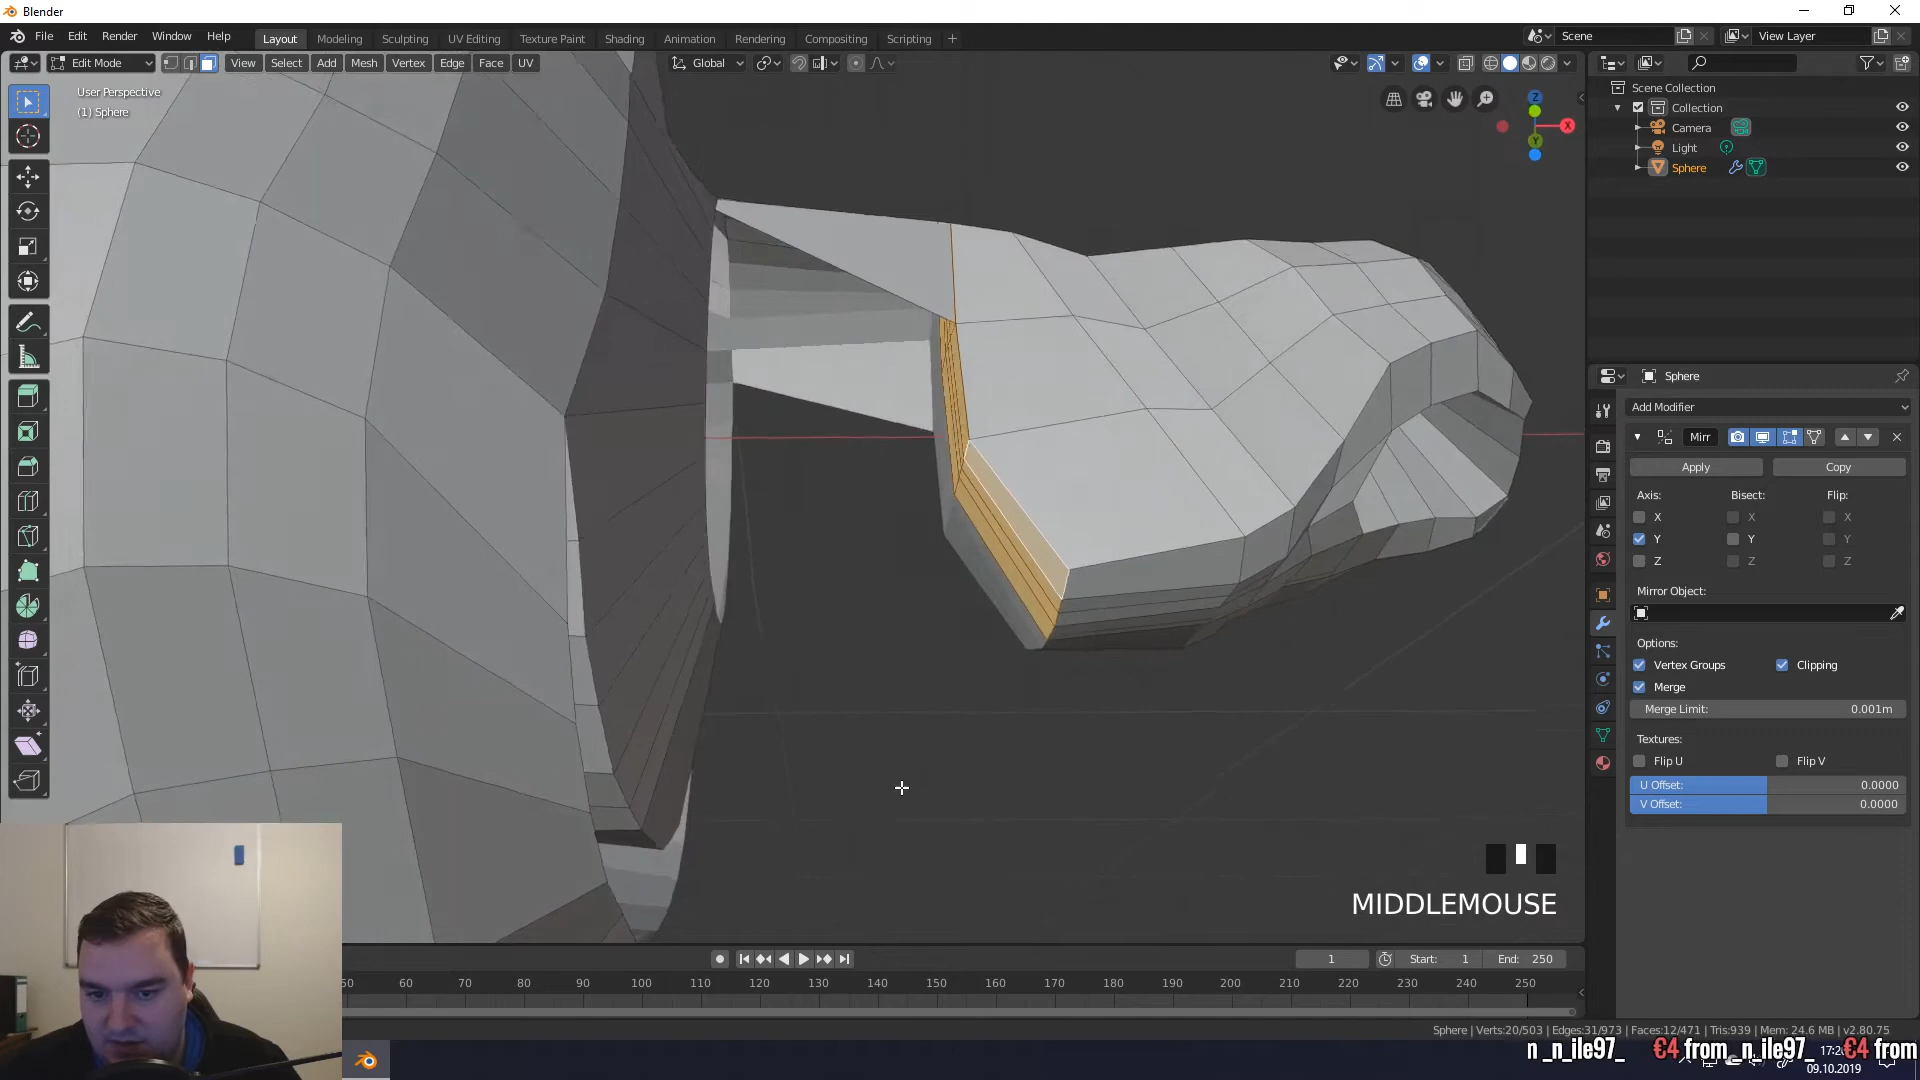 Blender
File Edit Render Window Help
Layout Modeling Sculpting UV Editing Texture Paint Shading Animation Rendering Compositing Scripting +
Scene
View Layer
Edit Mode
View Select Add Mesh Vertex Edge Face UV
Global
User Perspective
(1) Sphere
Z
X
Y
Scene Collection
Collection
Camera
Light
Sphere
Sphere
Add Modifier
Mirr
Apply Copy
Axis: Bisect: Flip:
X X X
Y Y Y
Z Z Z
Mirror Object:
Options:
Vertex Groups Clipping
Merge
Merge Limit: 0.001m
Textures:
Flip U Flip V
U Offset: 0.0000
V Offset: 0.0000
MIDDLEMOUSE
1 Start: 1 End: 250
50 60 70 80 90 100 110 120 130 140 150 160 170 180 190 200 210 220 230 240 250
Sphere | Verts:20/503 | Edges:31/973 | Faces:12/471 | Tris:939 | Mem: 24.6 MB | v2.80.75
n _n_ile97_ €4 from _n_ile97_ €4 from
09.10.2019